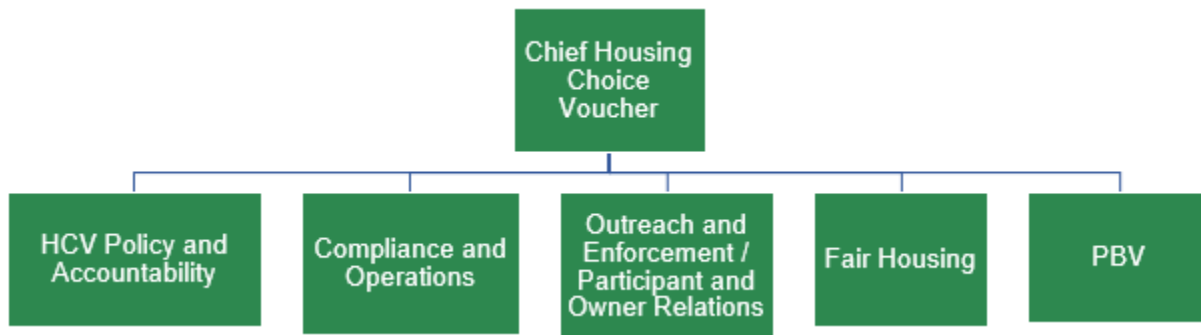 Chief Housing
Choice
Voucher
HCV Policy and
Accountability
Compliance and
Operations
Outreach and
Enforcement /
Participant and
Owner Relations
Fair Housing
PBV